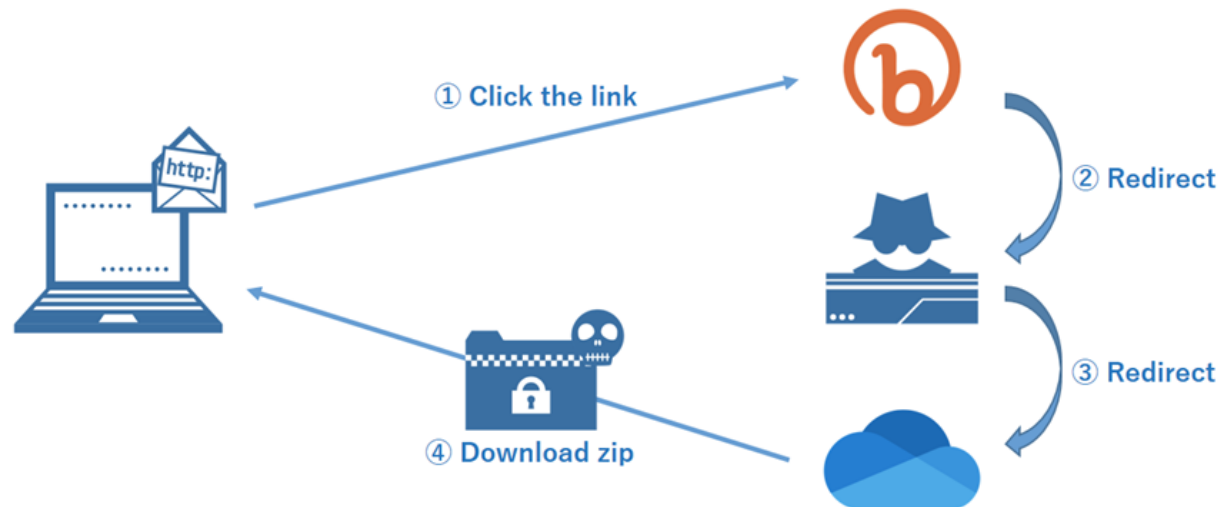 ① Click the link
http:
② Redirect
③ Redirect
④ Download zip